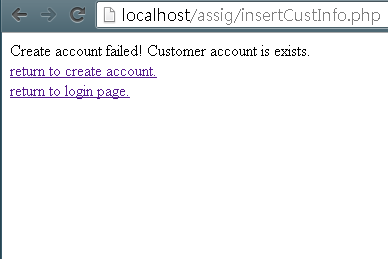 localhost/assig/insertCustInfo.php
Create account failed! Customer account is exists.
return to create account.
return to login page.